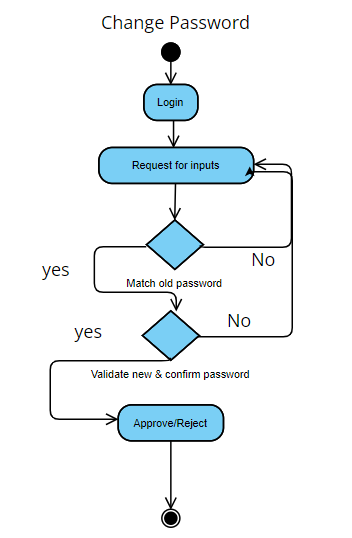 Change Password
Login
Request for inputs
No
yes
Match old password
No
yes
Validate new & confirm password
Approve/Reject